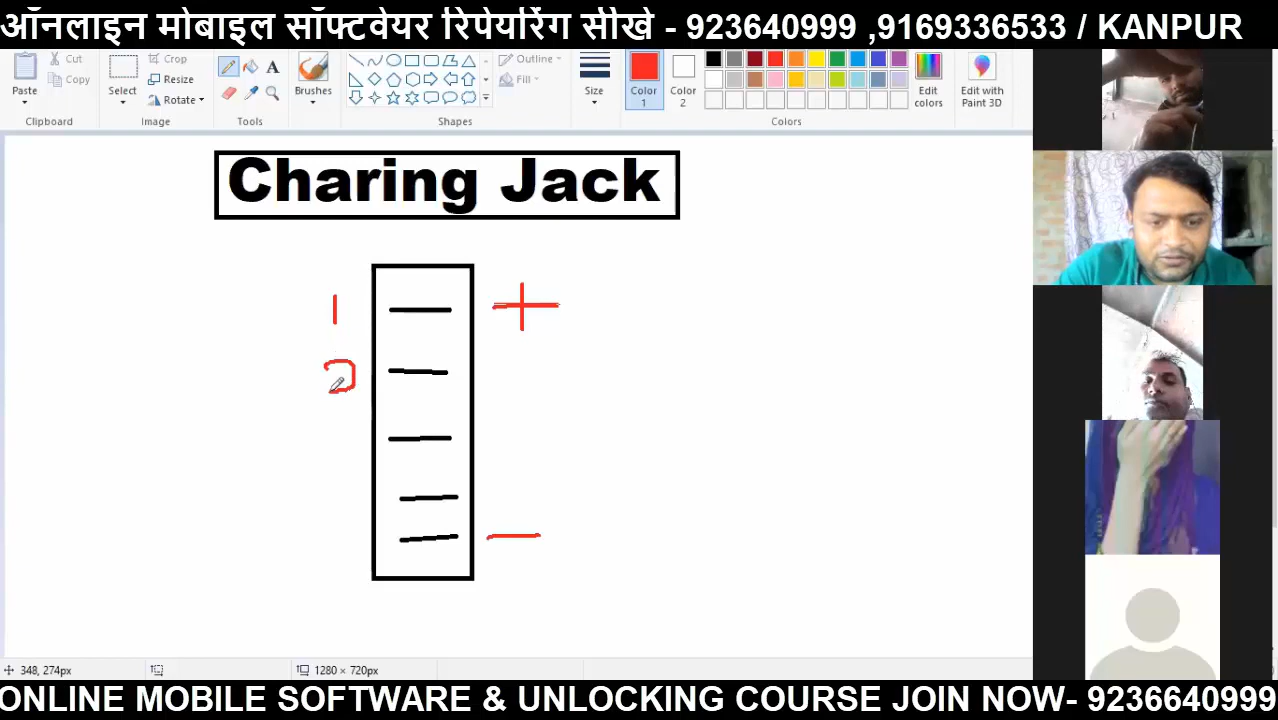 ऑनलाइन मोबाइल सॉफ्टवेयर रिपेयरिंग सीखे - 923640999 ,9169336533 / KANPUR
Paste
Cut
Copy
Clipboard
Select
Crop
Resize
Rotate
Image
A
Tools
Brushes
Shapes
Outline
Fill
Size
Color 1
Color 2
Edit colors
Colors
Edit with Paint 3D
Charing Jack
1
+
2
—
348, 274px
1280 × 720px
ONLINE MOBILE SOFTWARE & UNLOCKING COURSE JOIN NOW- 9236640999